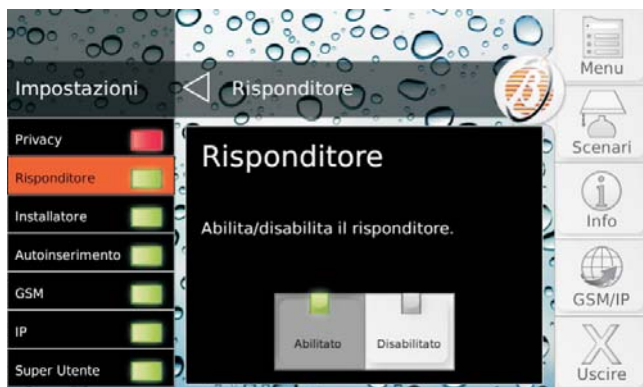 Impostazioni
Risponditore
Menu
Scenari
Info
GSM/IP
Uscire
Privacy
Risponditore
Installatore
Autoinserimento
GSM
IP
Super Utente
Risponditore
Abilita/disabilita il risponditore.
Abilitato
Disabilitato